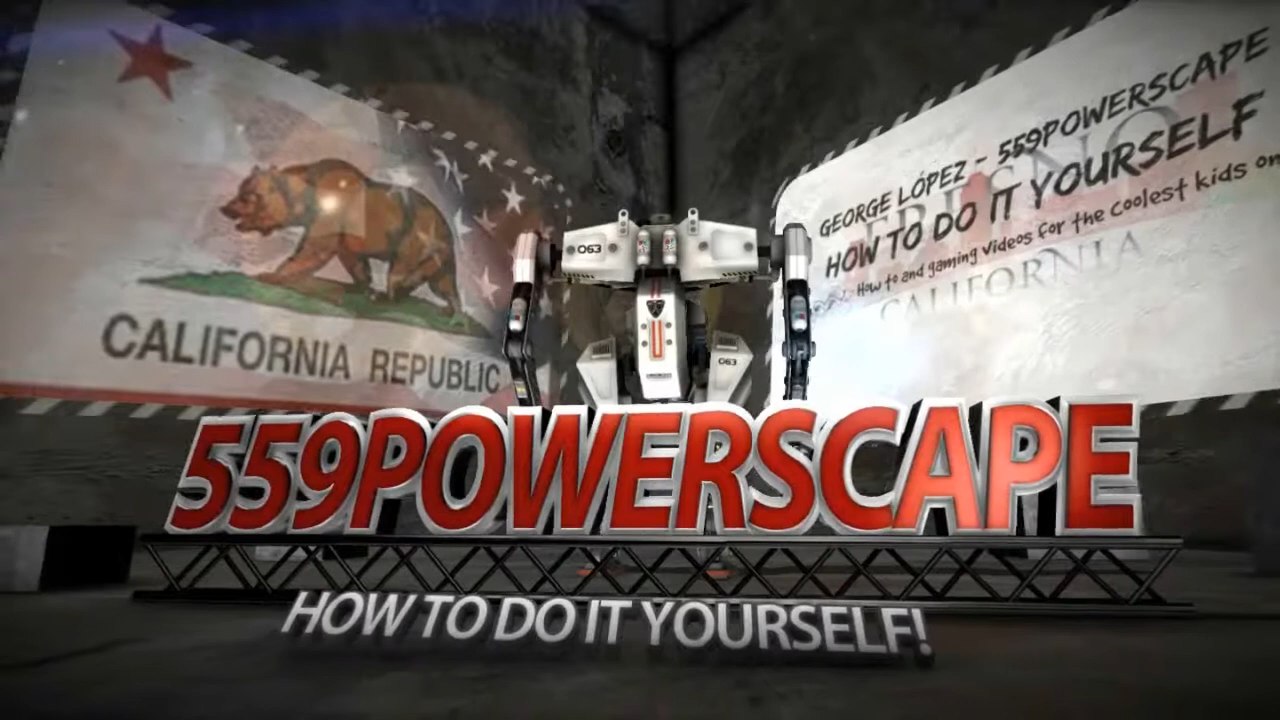 CALIFORNIA REPUBLIC
GEORGE LÓPEZ - 559POWERSCAPE
HOW TO DO IT YOURSELF
How to and gaming videos for the coolest kids on
FRESNO
CALIFORNIA
063
063
559POWERSCAPE
HOW TO DO IT YOURSELF!